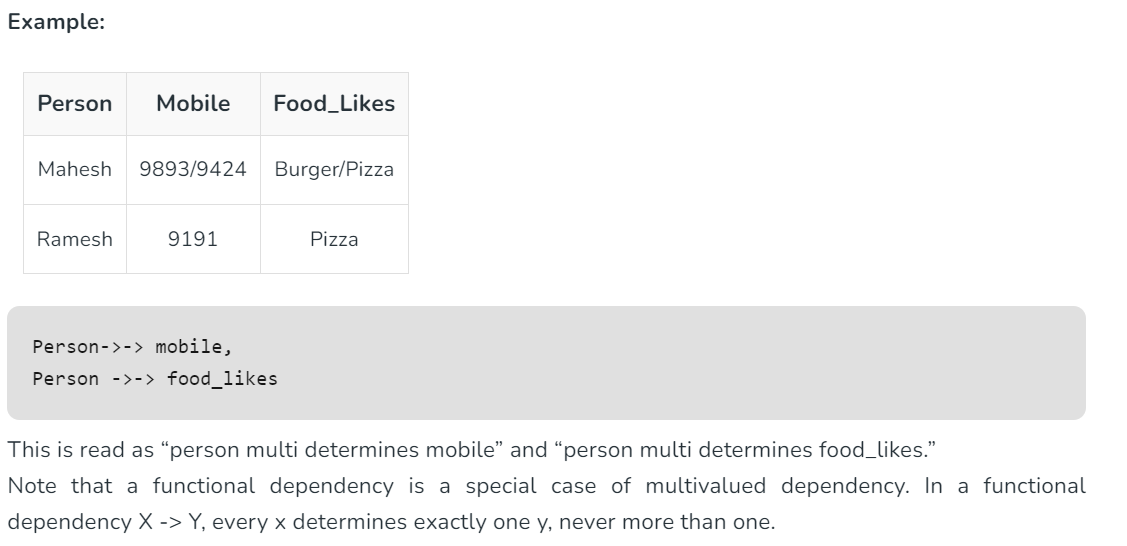 Example:
Person Mobile Food_Likes
Mahesh 9893/9424 Burger/Pizza
Ramesh 9191 Pizza
Person->-> mobile,
Person ->-> food_likes
This is read as “person multi determines mobile” and “person multi determines food_likes.”
Note that a functional dependency is a special case of multivalued dependency. In a functional
dependency X -> Y, every x determines exactly one y, never more than one.